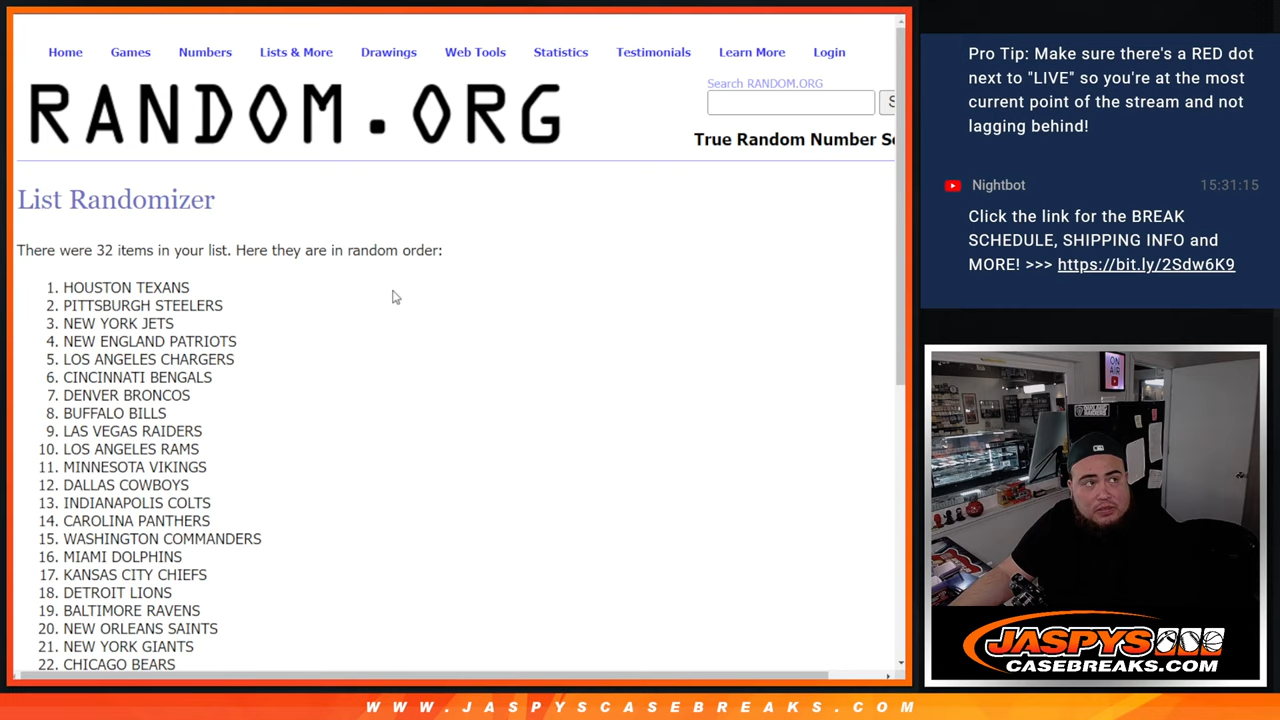 Home Games Numbers Lists & More Drawings Web Tools Statistics Testimonials Learn More Login
RANDOM.ORG
Search RANDOM.ORG
S
True Random Number Se
List Randomizer
There were 32 items in your list. Here they are in random order:
1. HOUSTON TEXANS
2. PITTSBURGH STEELERS
3. NEW YORK JETS
4. NEW ENGLAND PATRIOTS
5. LOS ANGELES CHARGERS
6. CINCINNATI BENGALS
7. DENVER BRONCOS
8. BUFFALO BILLS
9. LAS VEGAS RAIDERS
10. LOS ANGELES RAMS
11. MINNESOTA VIKINGS
12. DALLAS COWBOYS
13. INDIANAPOLIS COLTS
14. CAROLINA PANTHERS
15. WASHINGTON COMMANDERS
16. MIAMI DOLPHINS
17. KANSAS CITY CHIEFS
18. DETROIT LIONS
19. BALTIMORE RAVENS
20. NEW ORLEANS SAINTS
21. NEW YORK GIANTS
22. CHICAGO BEARS
Pro Tip: Make sure there's a RED dot
next to "LIVE" so you're at the most
current point of the stream and not
lagging behind!
Nightbot 15:31:15
Click the link for the BREAK
SCHEDULE, SHIPPING INFO and
MORE! >>> https://bit.ly/2Sdw6K9
ON
AIR
JASPYS
CASEBREAKS.COM
WWW.JASPYSCASEBREAKS.COM